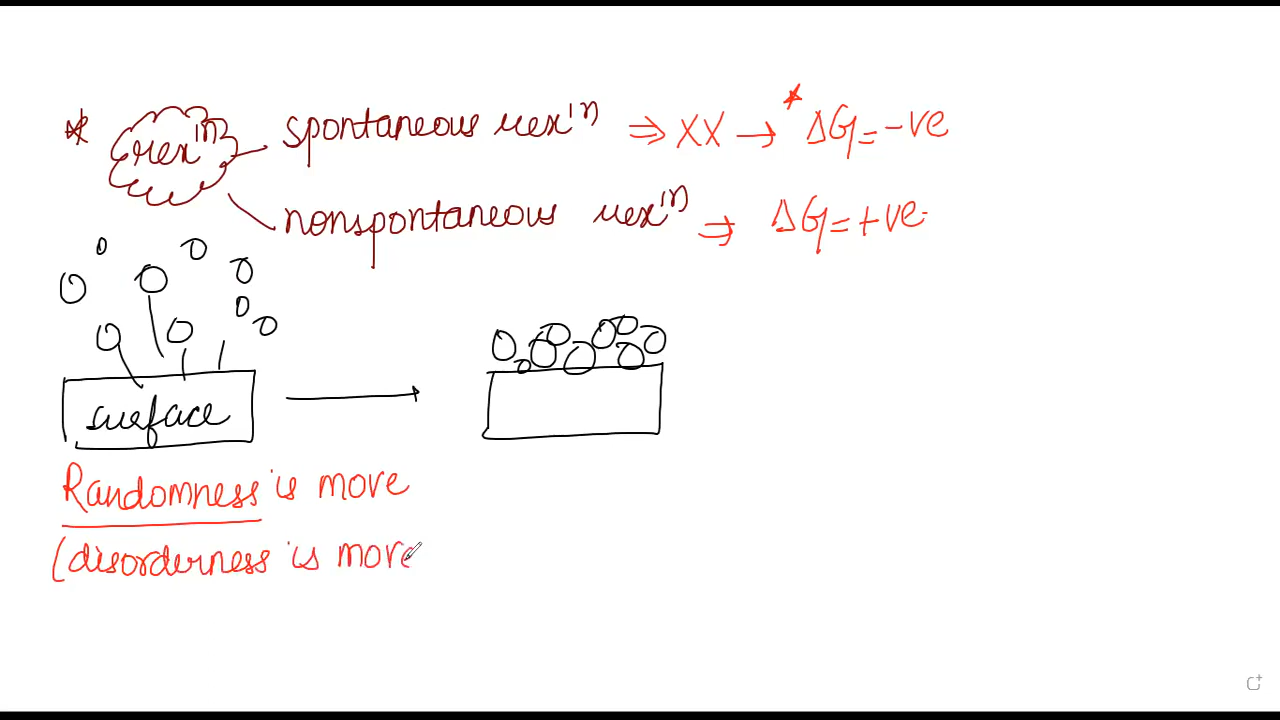 * rex'n spontaneous rex'n ⇒ XX → * ΔG = -ve
nonspontaneous rex'n ⇒ ΔG = +ve.
surface
Randomness is more
(disorderness is more